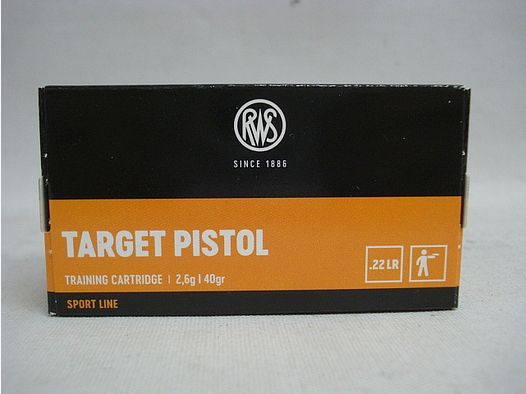 RWS
SINCE 1886
TARGET PISTOL
.22 LR
TRAINING CARTRIDGE | 2,6g | 40gr
SPORT LINE